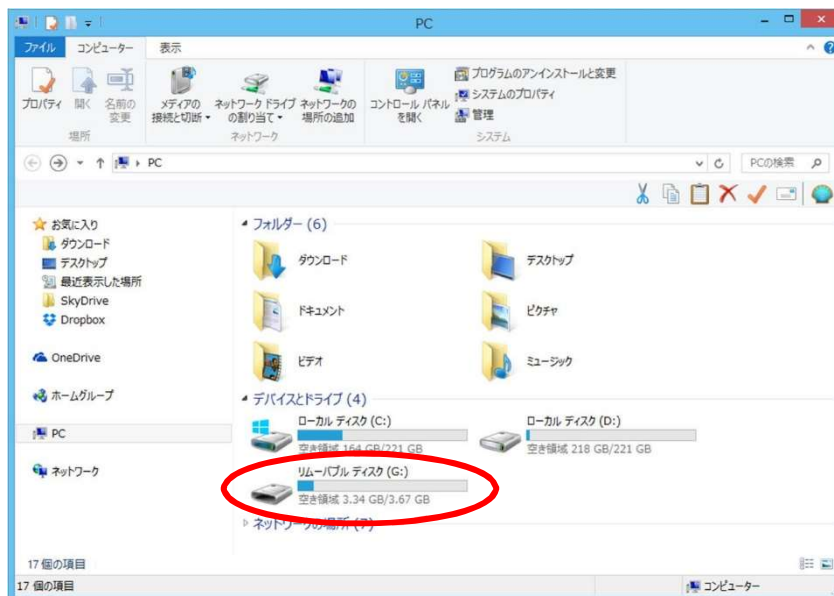 PC
ファイル コンピューター 表示
プロパティ 開く 名前の変更 メディアの接続と切断 ネットワーク ドライブの割り当て ネットワークの場所の追加 コントロール パネルを開く プログラムのアンインストールと変更
システムのプロパティ
管理
場所 ネットワーク システム
PC PCの検索
お気に入り
ダウンロード
デスクトップ
最近表示した場所
SkyDrive
Dropbox
OneDrive
ホームグループ
PC
ネットワーク
フォルダー (6)
ダウンロード デスクトップ
ドキュメント ピクチャ
ビデオ ミュージック
デバイスとドライブ (4)
ローカル ディスク (C:) ローカル ディスク (D:)
空き領域 164 GB/221 GB 空き領域 218 GB/221 GB
リムーバブル ディスク (G:)
空き領域 3.34 GB/3.67 GB
ネットワークの場所 (7)
17 個の項目
17 個の項目 コンピューター